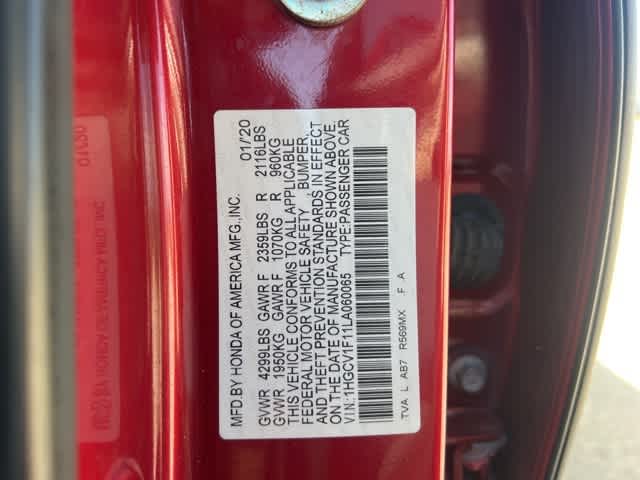 MFD.BY HONDA OF AMERICA MFG.,INC. 01/'20
GVWR 4299LBS GAWR F 2359LBS R 2116LBS
GVWR 1950KG GAWR F 1070KG R 960KG
THIS VEHICLE CONFORMS TO ALL APPLICABLE
FEDERAL MOTOR VEHICLE SAFETY , BUMPER,
AND THEFT PREVENTION STANDARDS IN EFFECT
ON THE DATE OF MANUFACTURE SHOWN ABOVE.
V.I.N.:1HGCV1F11LA060065 TYPE:PASSENGER CAR
TVA L AB7 R569MX F A